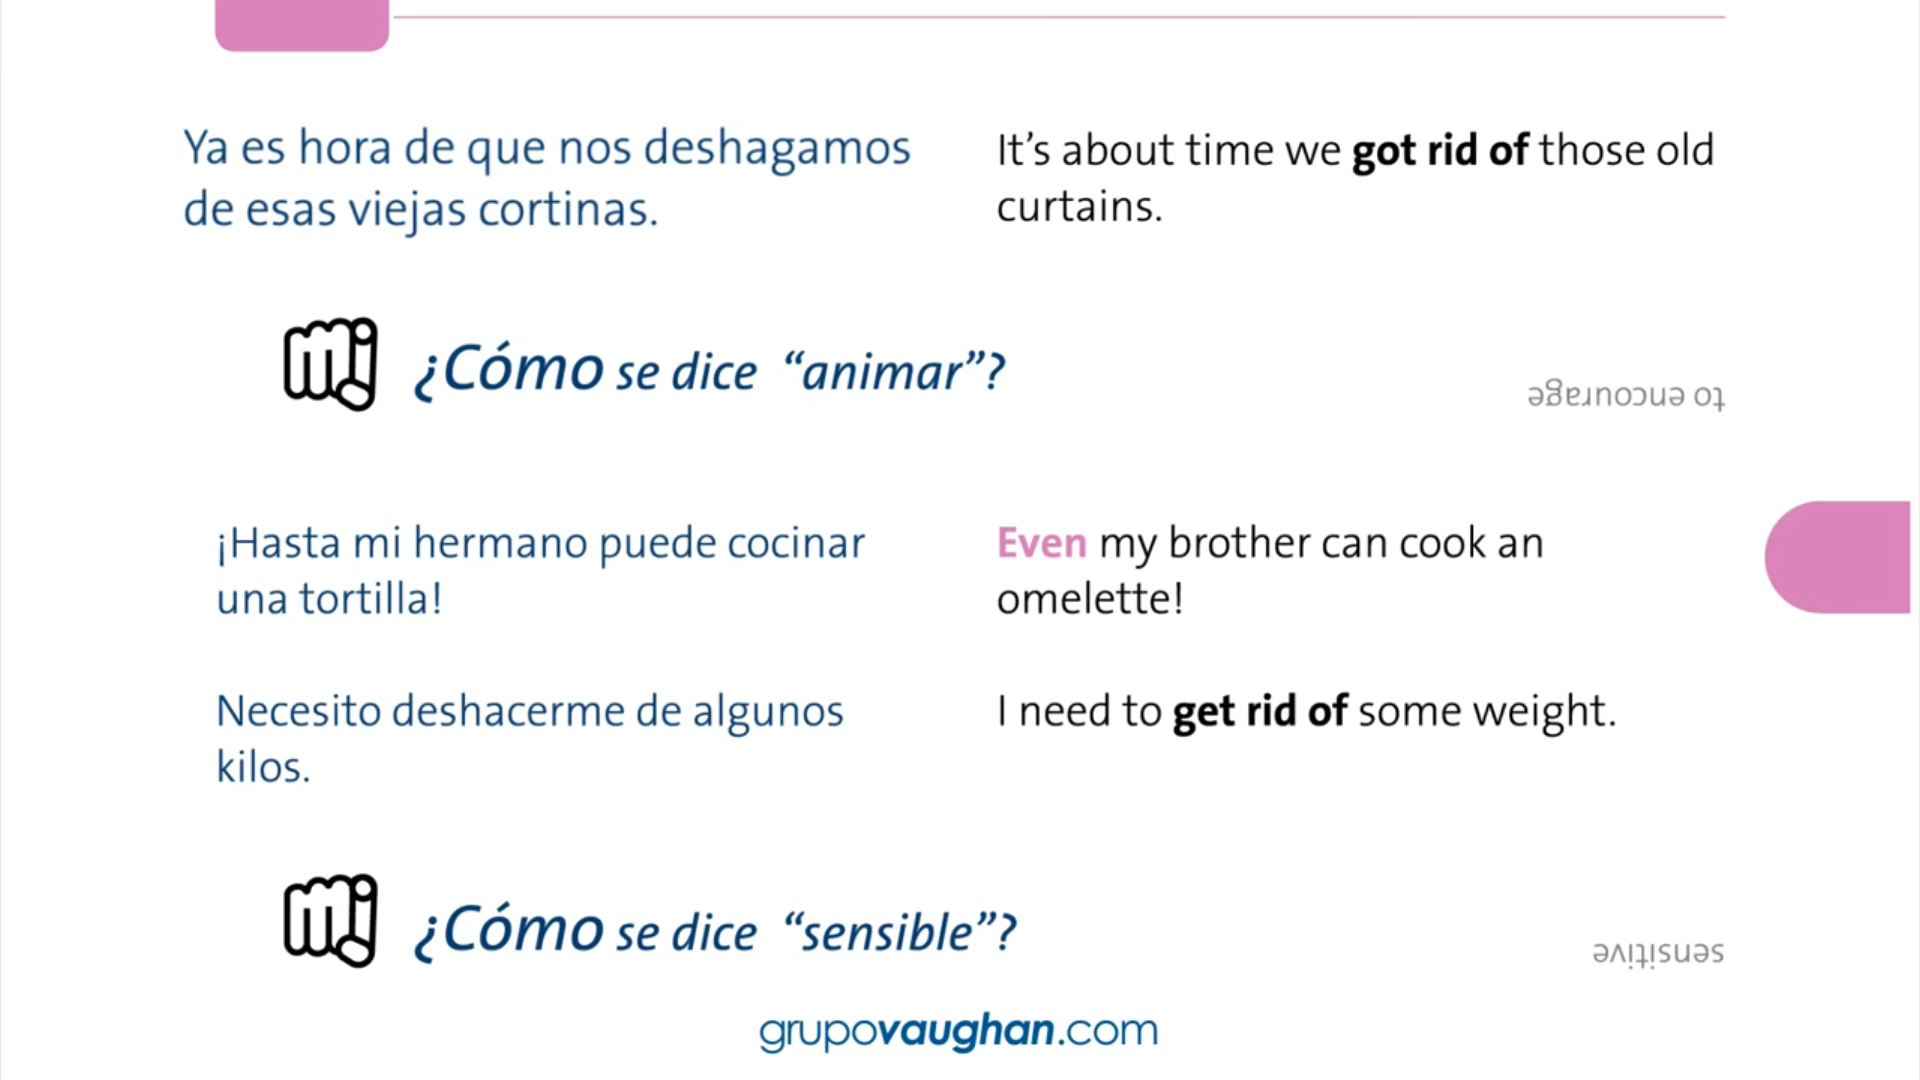 Ya es hora de que nos deshagamos
de esas viejas cortinas.
It's about time we got rid of those old
curtains.
¿Cómo se dice “animar”?
to encourage
¡Hasta mi hermano puede cocinar
una tortilla!
Even my brother can cook an
omelette!
Necesito deshacerme de algunos
kilos.
I need to get rid of some weight.
¿Cómo se dice “sensible”?
sensitive
grupovaughan.com